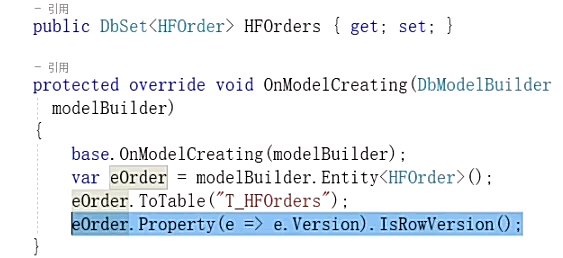 – 引用
public DbSet<HFOrder> HFOrders { get; set; }
– 引用
protected override void OnModelCreating(DbModelBuilder
modelBuilder)
{
base.OnModelCreating(modelBuilder);
var eOrder = modelBuilder.Entity<HFOrder>();
eOrder.ToTable("T_HFOrders");
eOrder.Property(e => e.Version).IsRowVersion();
}